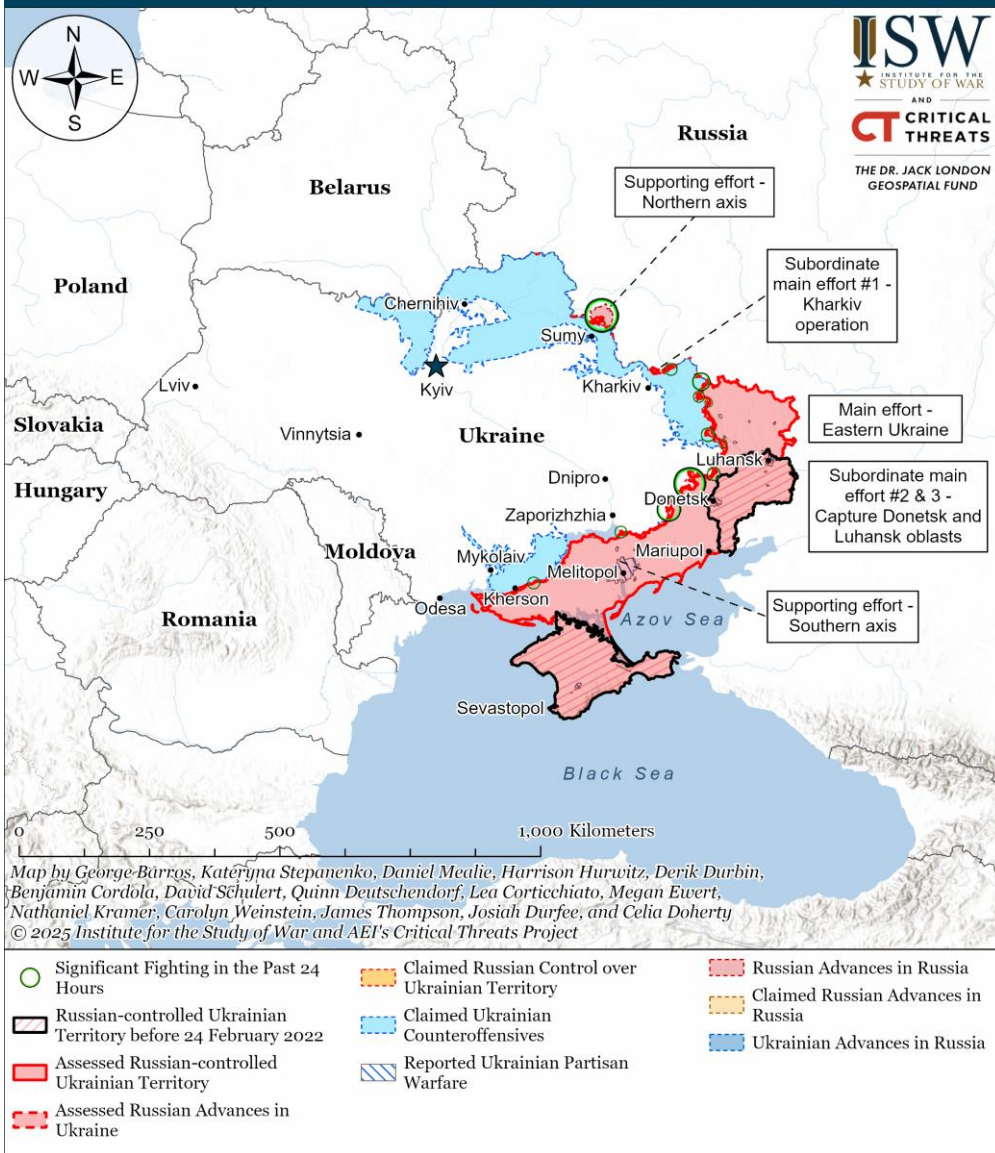 N
W
E
S
ISW
INSTITUTE FOR THE
STUDY OF WAR
AND
CT CRITICAL
THREATS
THE DR. JACK LONDON
GEOSPATIAL FUND
Russia
Belarus
Supporting effort -
Northern axis
Subordinate
main effort #1 -
Kharkiv
operation
Poland
Chernihiv
Sumy
Kyiv
Kharkiv
Lviv
Slovakia
Vinnytsia
Ukraine
Main effort -
Eastern Ukraine
Luhansk
Hungary
Dnipro
Donetsk
Subordinate main
effort #2 & 3 -
Capture Donetsk and
Luhansk oblasts
Zaporizhzhia
Moldova
Mykolaiv
Mariupol
Melitopol
Kherson
Odesa
Romania
Azov Sea
Supporting effort -
Southern axis
Sevastopol
Black Sea
0 250 500 1,000 Kilometers
Map by George Barros, Kateryna Stepanenko, Daniel Mealie, Harrison Hurwitz, Derik Durbin,
Benjamin Cordola, David Schulert, Quinn Deutschendorf, Lea Corticchiato, Megan Ewert,
Nathaniel Kramer, Carolyn Weinstein, James Thompson, Josiah Durfee, and Celia Doherty
© 2025 Institute for the Study of War and AEI's Critical Threats Project
Significant Fighting in the Past 24
Hours
Russian-controlled Ukrainian
Territory before 24 February 2022
Assessed Russian-controlled
Ukrainian Territory
Assessed Russian Advances in
Ukraine
Claimed Russian Control over
Ukrainian Territory
Claimed Ukrainian
Counteroffensives
Reported Ukrainian Partisan
Warfare
Russian Advances in Russia
Claimed Russian Advances in
Russia
Ukrainian Advances in Russia